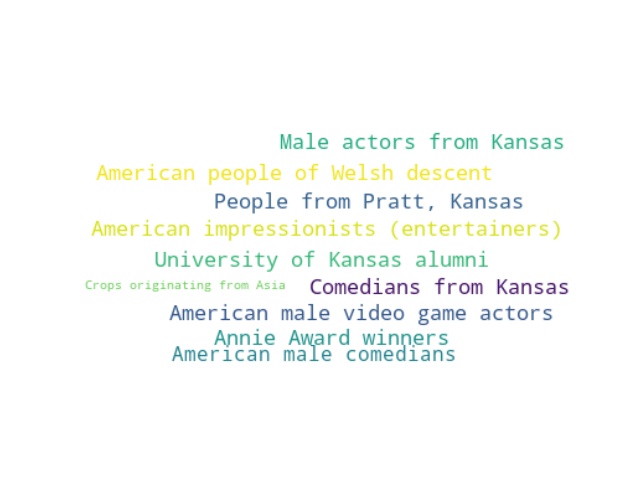 Male actors from Kansas
American people of Welsh descent
People from Pratt, Kansas
American impressionists (entertainers)
University of Kansas alumni
Crops originating from Asia Comedians from Kansas
American male video game actors
Annie Award winners
American male comedians